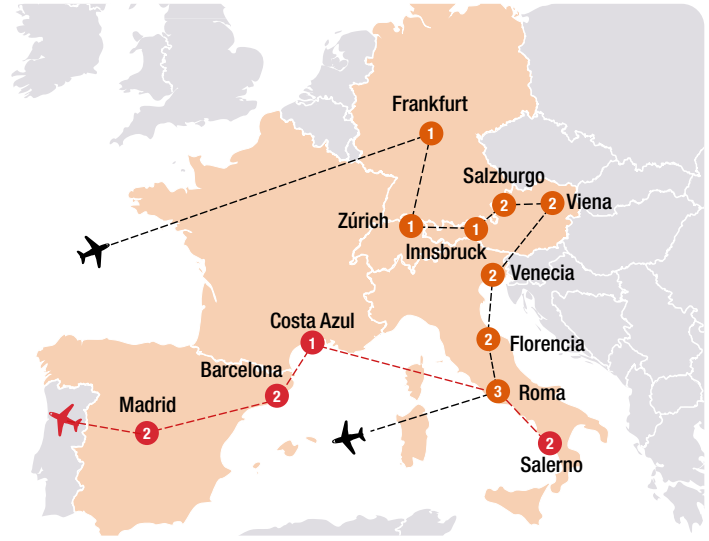 Frankfurt
1
Salzburgo
2
2 Viena
Zúrich 1
1
Innsbruck
2 Venecia
Costa Azul
1
2 Florencia
Barcelona
2
3 Roma
Madrid
2
2
Salerno